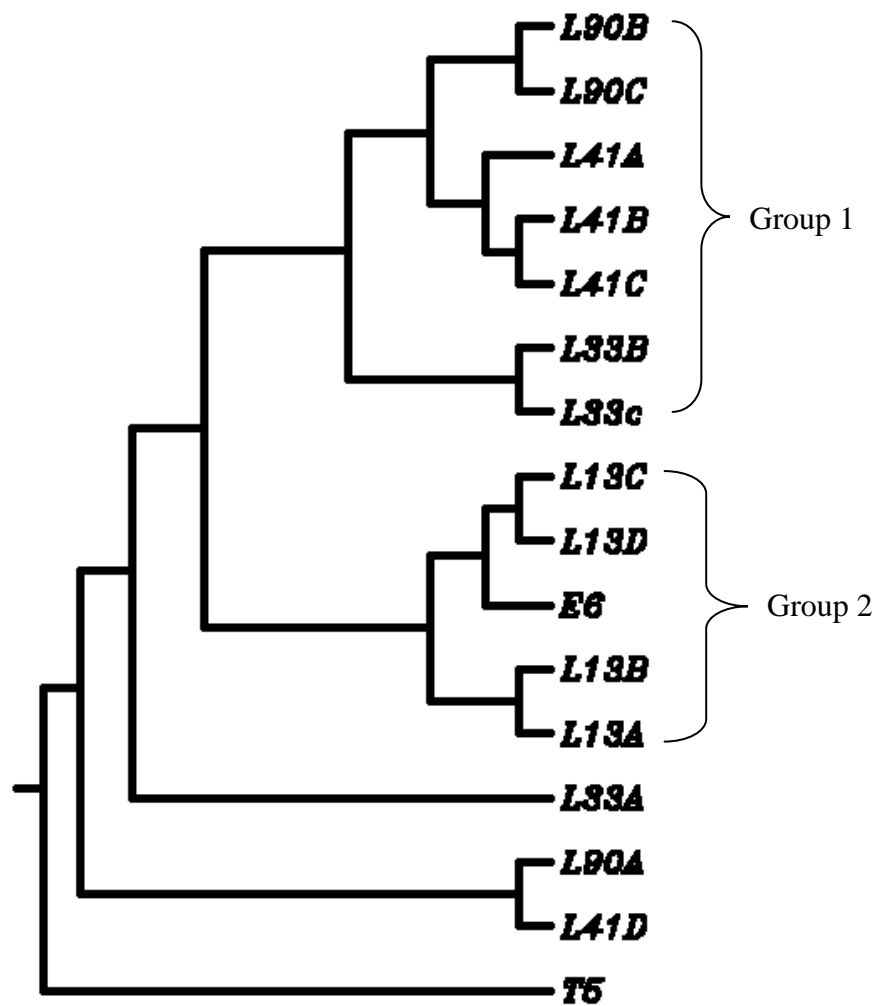 L90B
L90C
L41A
L41B
Group 1
L41C
L33B
L33c
L13C
L13D
E6
Group 2
L13B
L13A
L33A
L90A
L41D
T5